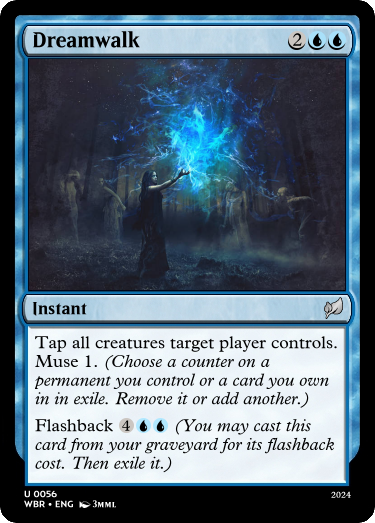 Dreamwalk 2
Instant
Tap all creatures target player controls.
Muse 1. (Choose a counter on a
permanent you control or a card you own
in in exile. Remove it or add another.)
Flashback 4 (You may cast this
card from your graveyard for its flashback
cost. Then exile it.)
U 0056 2024
WBR • ENG 3MML